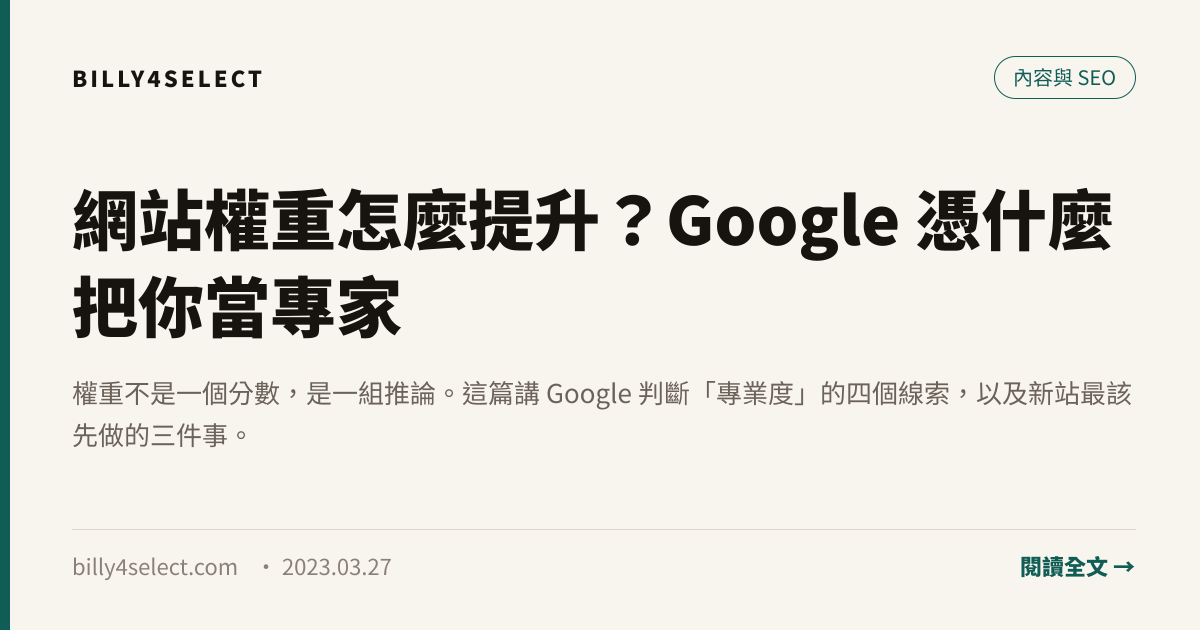 BILLY4SELECT
內容與 SEO
網站權重怎麼提升？Google 憑什麼
把你當專家
權重不是一個分數，是一組推論。這篇講 Google 判斷「專業度」的四個線索，以及新站最該
先做的三件事。
billy4select.com ・ 2023.03.27
閱讀全文 →